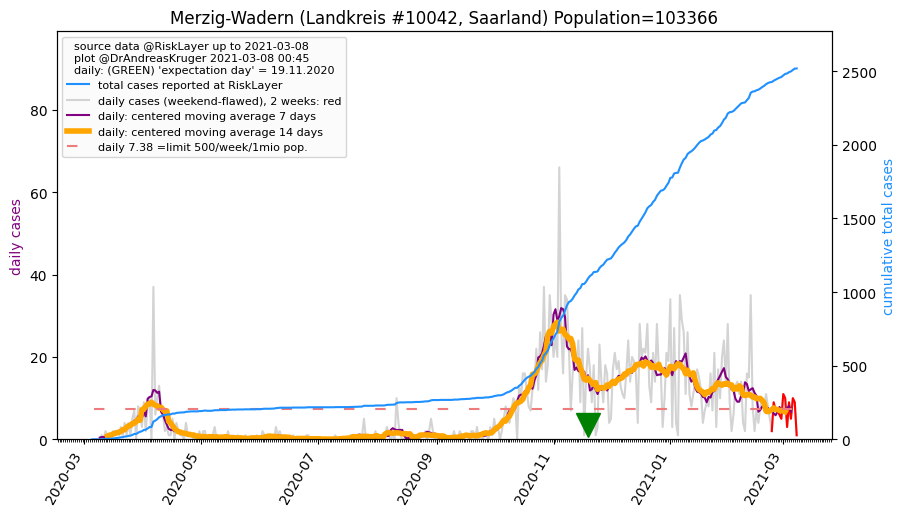 Merzig-Wadern (Landkreis #10042, Saarland) Population=103366
source data @RiskLayer up to 2021-03-08
plot @DrAndreasKruger 2021-03-08 00:45
daily: (GREEN) 'expectation day' = 19.11.2020
total cases reported at RiskLayer
daily cases (weekend-flawed), 2 weeks: red
daily: centered moving average 7 days
daily: centered moving average 14 days
daily 7.38 =limit 500/week/1mio pop.
daily cases
80
60
40
20
0
cumulative total cases
2500
2000
1500
1000
500
0
2020-03
2020-05
2020-07
2020-09
2020-11
2021-01
2021-03